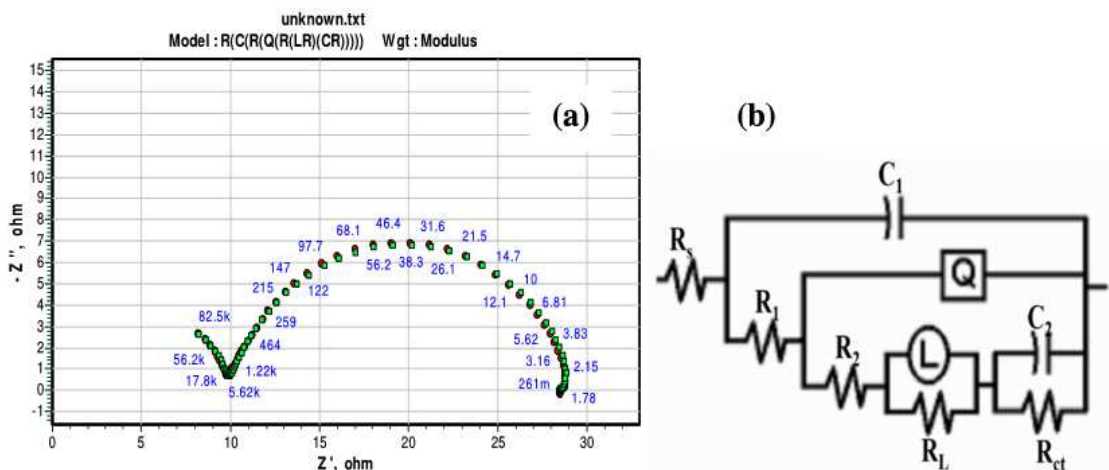 unknown.txt
Model : R(C(R(Q(R(LR)(CR))))) Wgt : Modulus
(a)
(b)
- Z'', ohm
15
14
13
12
11
10
9
8
7
6
5
4
3
2
1
0
-1
46.4
68.1
31.6
97.7
21.5
56.2
38.3
26.1
147
14.7
122
10
215
12.1
6.81
259
82.5k
5.62
3.83
464
3.16
56.2k
1.22k
2.15
17.8k
5.62k
261m
1.78
0 5 10 15 20 25 30
Z', ohm
C1
Rs
Q
R1
C2
R2
L
RL
Rct